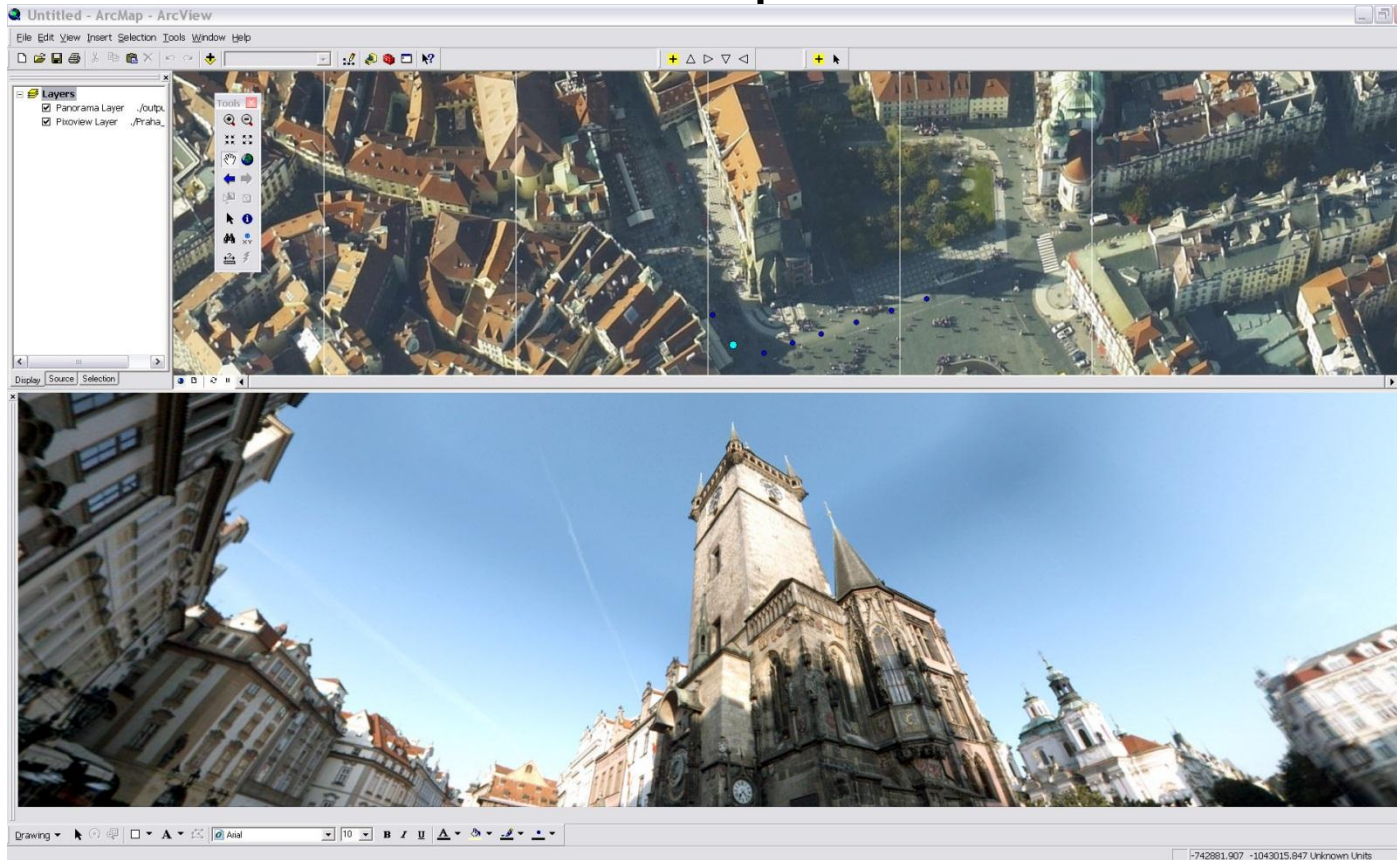 Untitled - ArcMap - ArcView
File Edit View Insert Selection Tools Window Help
Layers
Panorama Layer ./outpu
Pixoview Layer ./Praha_
Tools
XY
Display Source Selection
Drawing A Arial 10 B I U A
-742881.907 -1043015.847 Unknown Units